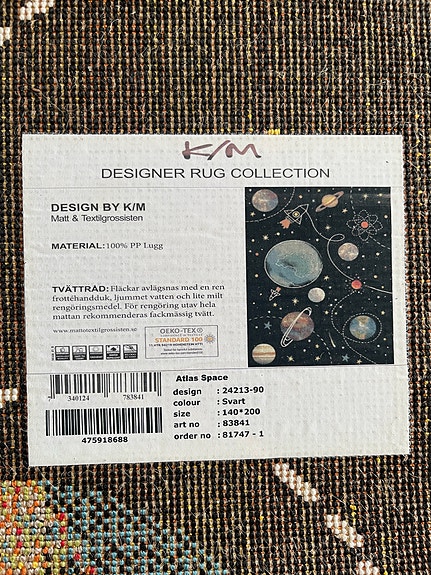 K/M
DESIGNER RUG COLLECTION
DESIGN BY K/M
Matt & Textilgrossisten
MATERIAL: 100% PP Lugg
TVÄTTRÅD: Fläckar avlägsnas med en ren
frottéhandduk, ljummet vatten och lite milt
rengöringsmedel. För rengöring utav hela
mattan rekommenderas fackmässig tvätt.
www.mattotextilgrossisten.se
OEKO-TEX®
STANDARD 100
Atlas Space
design : 24213-90
colour : Svart
size : 140*200
art no : 83841
order no : 81747 - 1
7 340124 783841
475918688